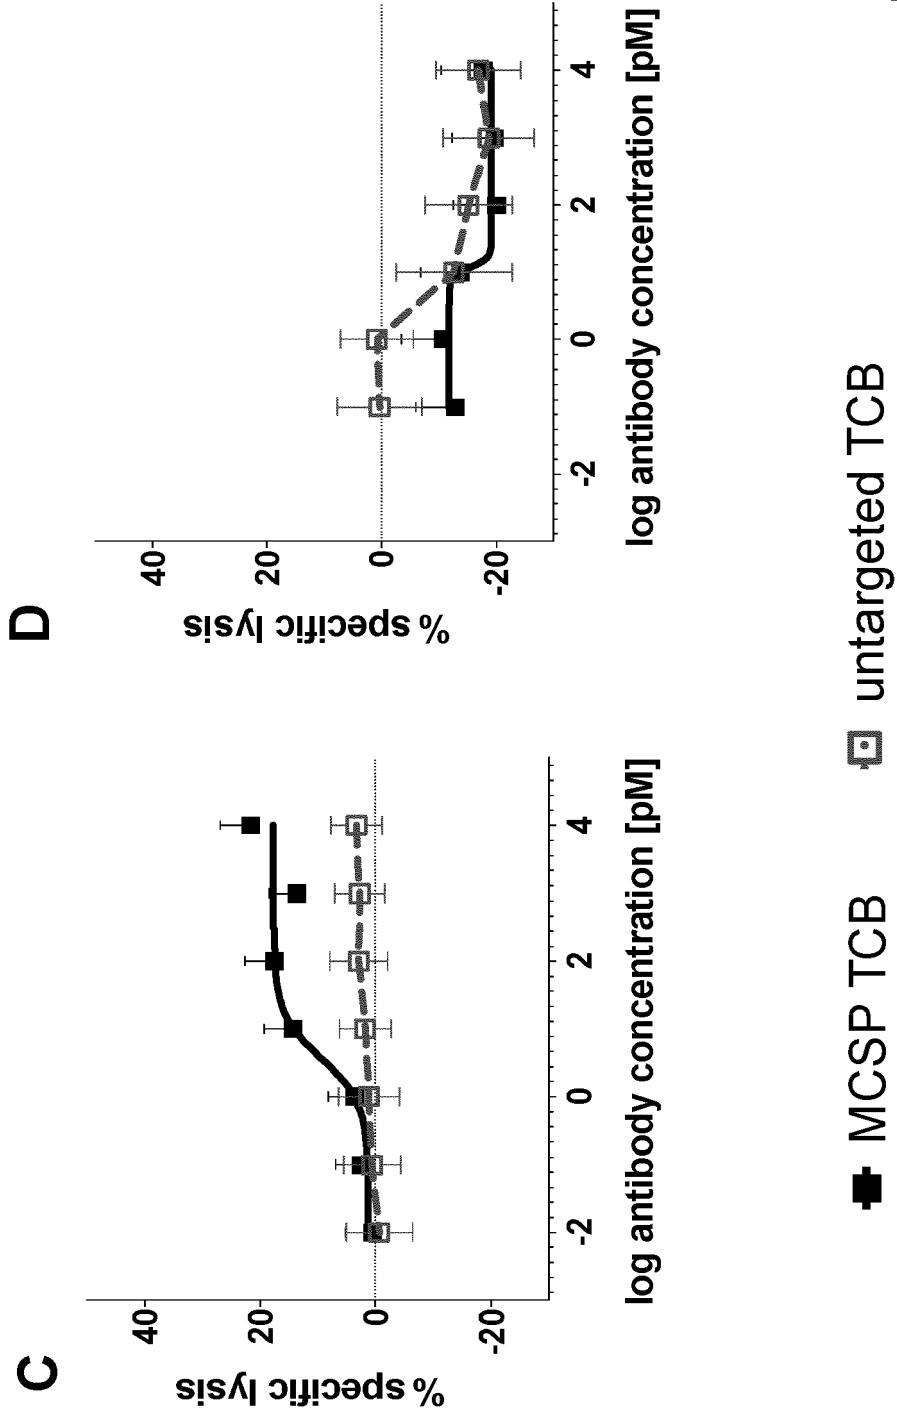 C
% specific lysis
40
20
0
-20
-2
0
2
4
log antibody concentration [pM]
D
% specific lysis
40
20
0
-20
-2
0
2
4
log antibody concentration [pM]
MCSP TCB
untargeted TCB